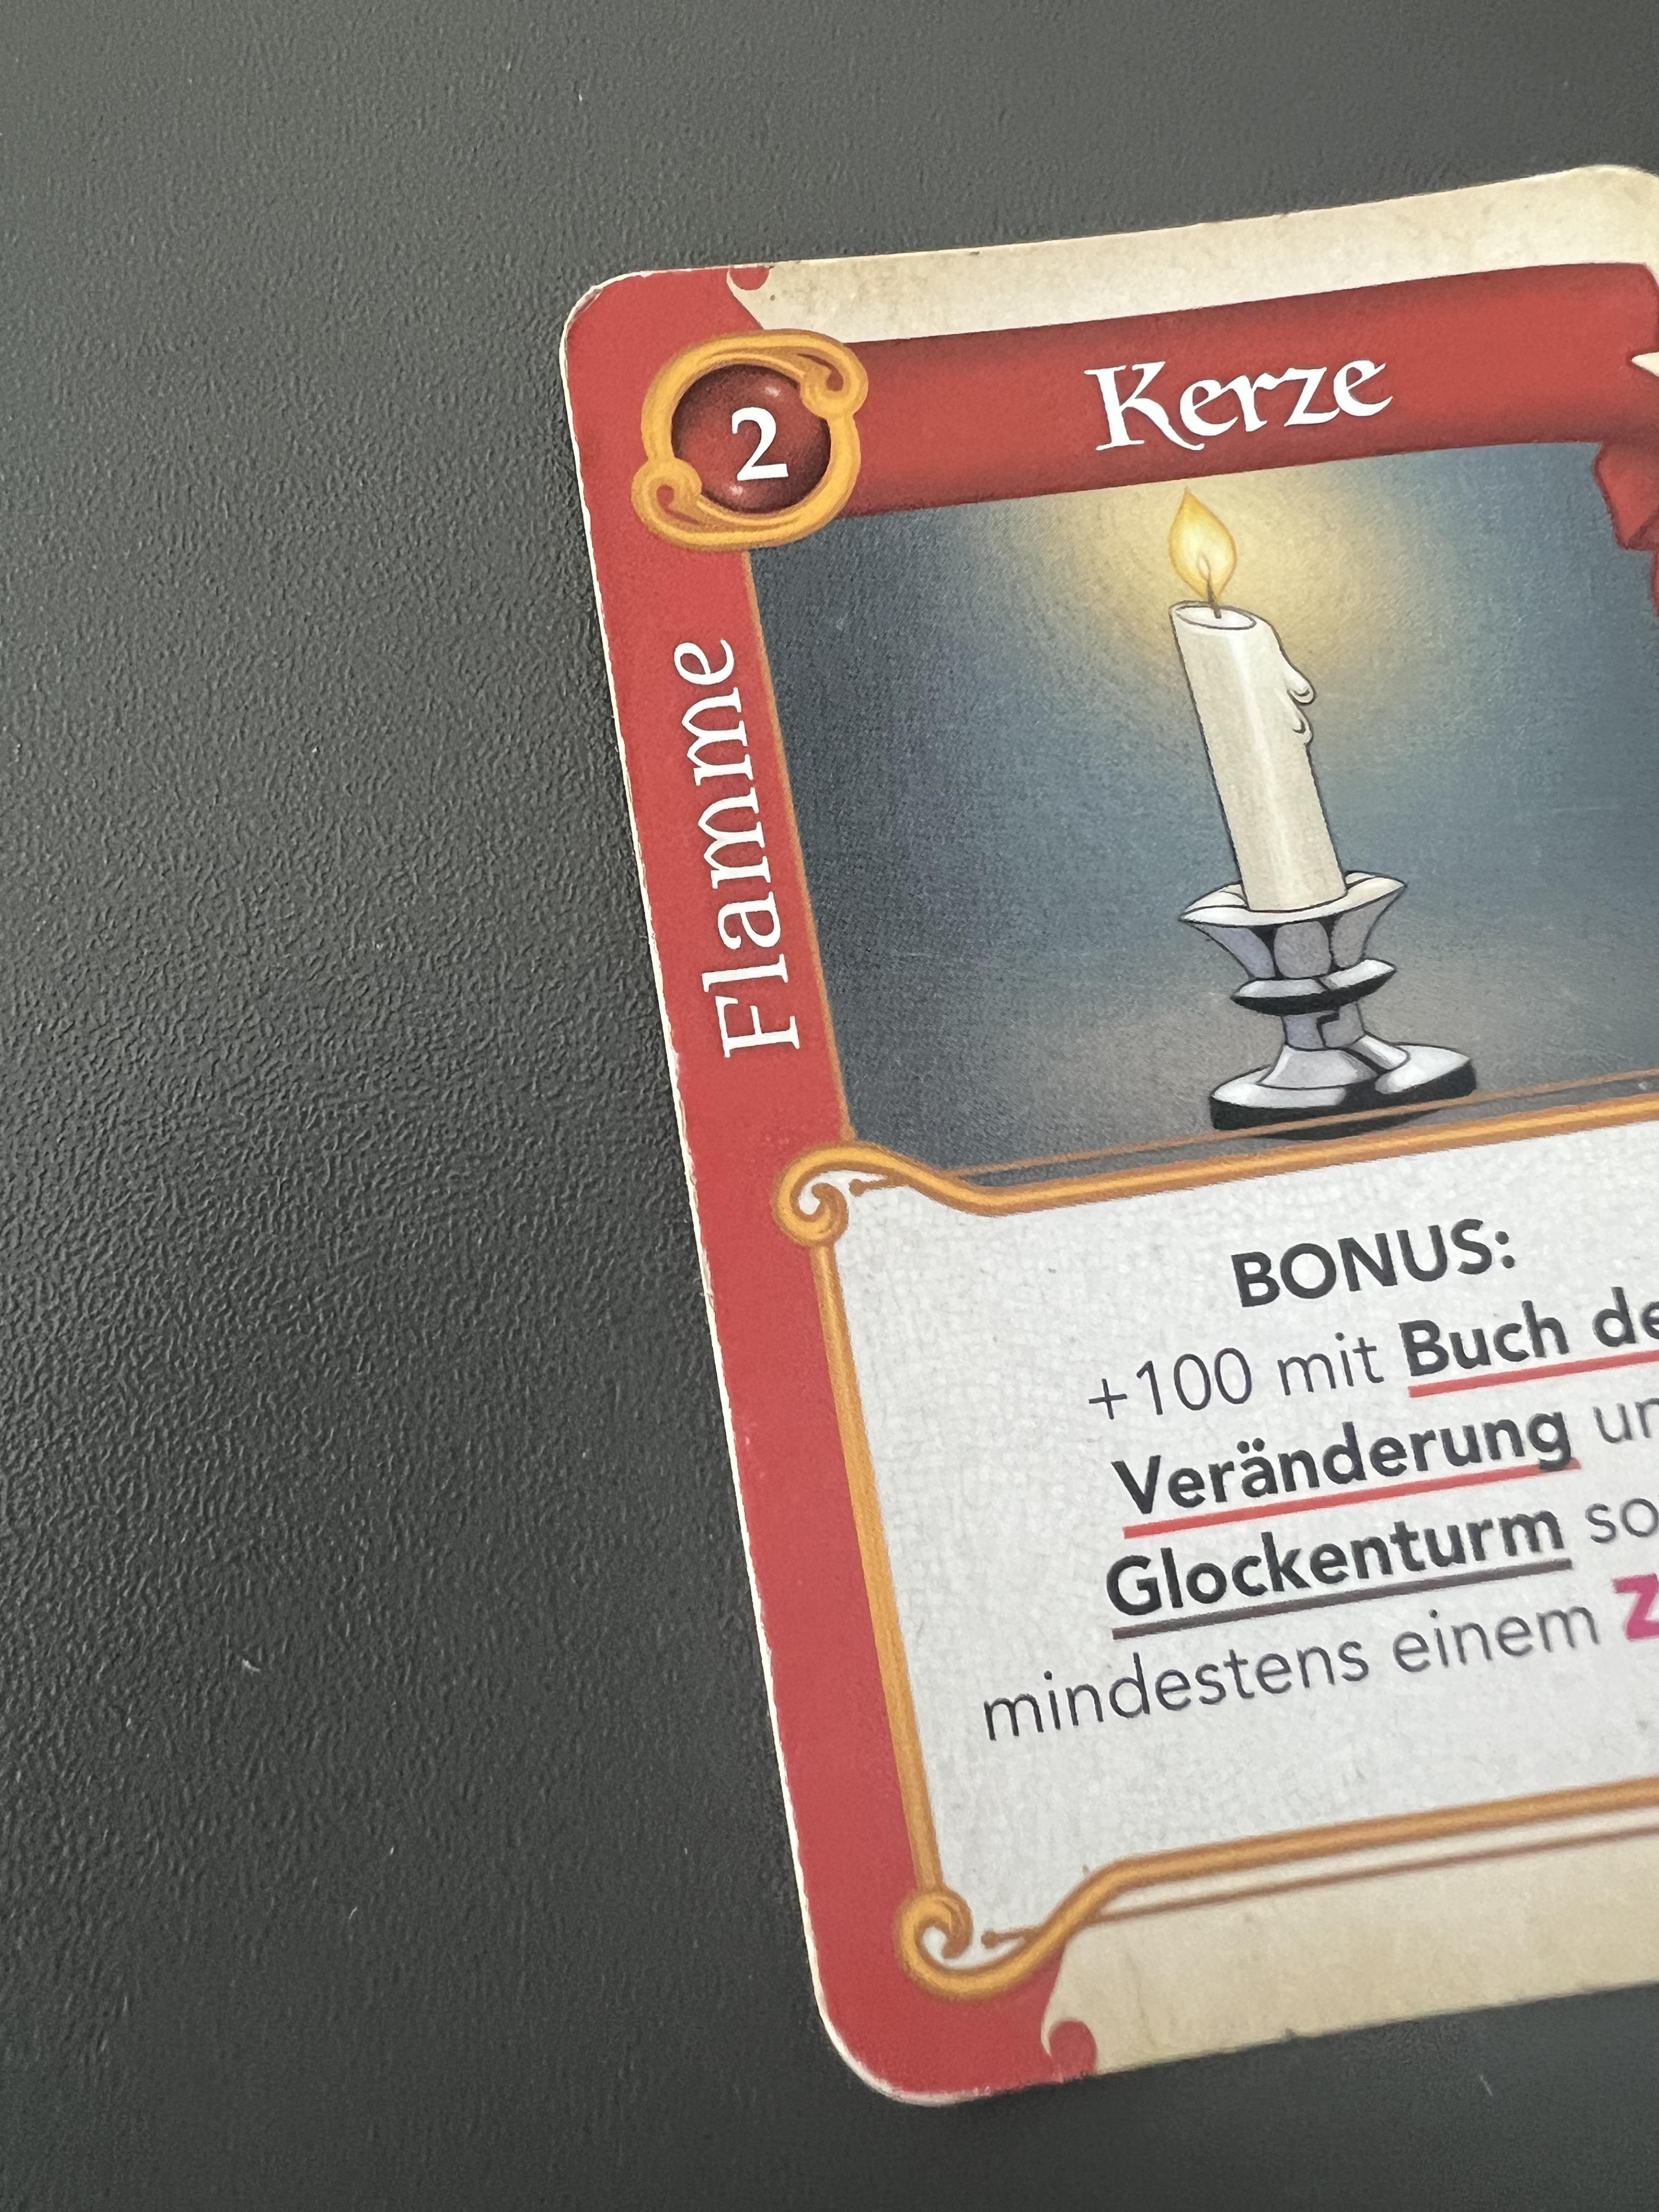 2
Kerze
Flamme
BONUS:
+100 mit Buch
Veränderung
Glockenturm
mindestens einem